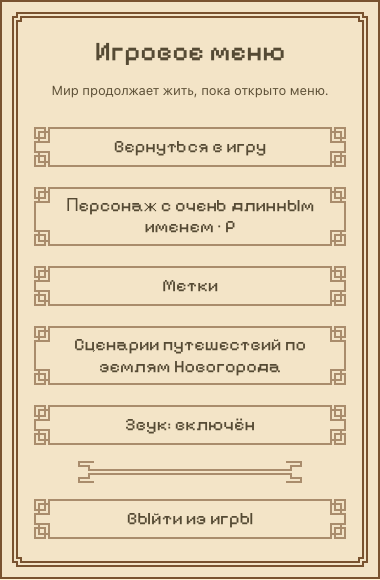 Игровое меню
Мир продолжает жить, пока открыто меню.
Вернуться в игру
Персонаж с очень длинным
именем · P
Метки
Сценарии путешествий по
землям Новогорода
Звук: включён
Выйти из игры